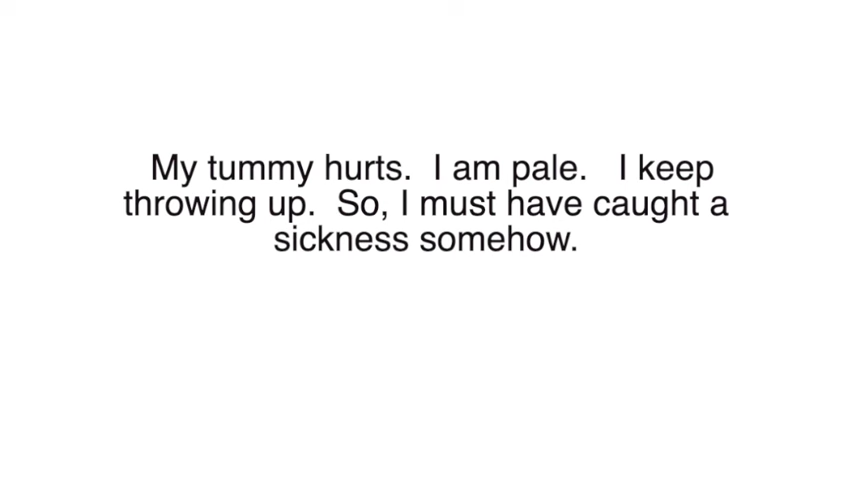 My tummy hurts.  I am pale.   I keep
throwing up.  So, I must have caught a
sickness somehow.